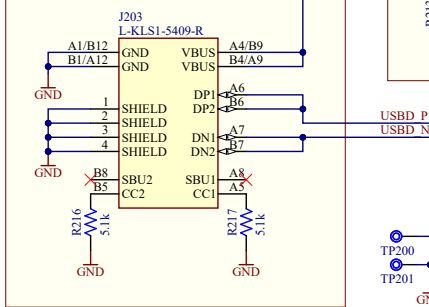 J203
L-KLS1-5409-R
A1/B12 GND VBUS A4/B9
B1/A12 GND VBUS B4/A9
GND
DP1 A6
1 SHIELD DP2 B6
2 SHIELD USBD_P
3 SHIELD DN1 A7 USBD_N
4 SHIELD DN2 B7
GND
B8 SBU2 SBU1 A8
B5 CC2 CC1 A5
R216 5.1k
R217 5.1k
TP200
TP201
GND
GND